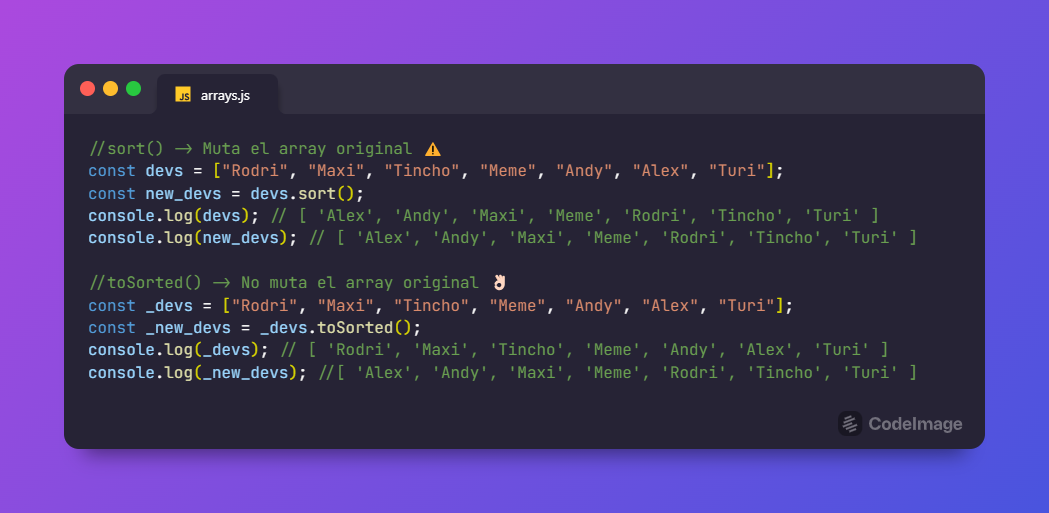 JS arrays.js
//sort() -> Muta el array original ⚠️
const devs = ["Rodri", "Maxi", "Tincho", "Meme", "Andy", "Alex", "Turi"];
const new_devs = devs.sort();
console.log(devs); // [ 'Alex', 'Andy', 'Maxi', 'Meme', 'Rodri', 'Tincho', 'Turi' ]
console.log(new_devs); // [ 'Alex', 'Andy', 'Maxi', 'Meme', 'Rodri', 'Tincho', 'Turi' ]
//toSorted() -> No muta el array original 👌🏻
const _devs = ["Rodri", "Maxi", "Tincho", "Meme", "Andy", "Alex", "Turi"];
const _new_devs = _devs.toSorted();
console.log(_devs); // [ 'Rodri', 'Maxi', 'Tincho', 'Meme', 'Andy', 'Alex', 'Turi' ]
console.log(_new_devs); //[ 'Alex', 'Andy', 'Maxi', 'Meme', 'Rodri', 'Tincho', 'Turi' ]
CodeImage